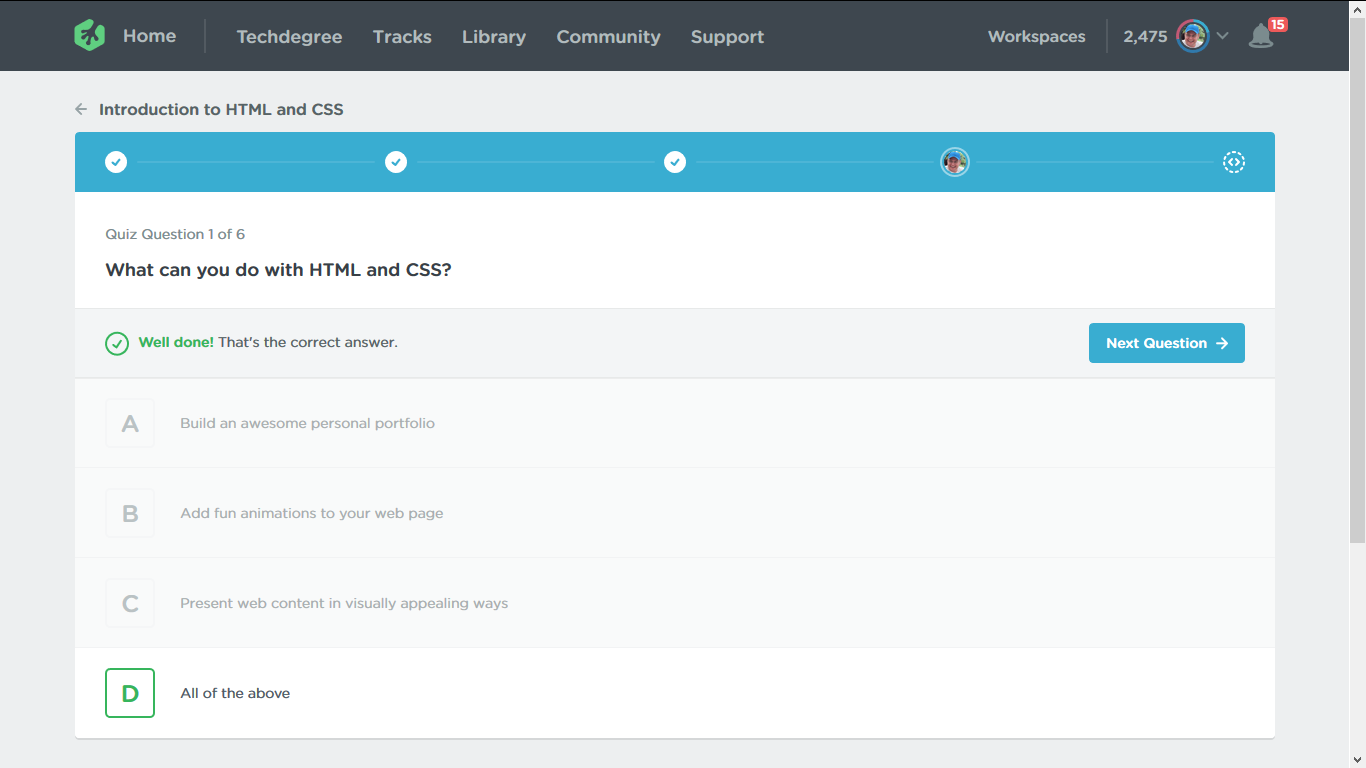 Home Techdegree Tracks Library Community Support Workspaces 2,475 15
← Introduction to HTML and CSS
Quiz Question 1 of 6
What can you do with HTML and CSS?
Well done! That's the correct answer. Next Question →
A Build an awesome personal portfolio
B Add fun animations to your web page
C Present web content in visually appealing ways
D All of the above